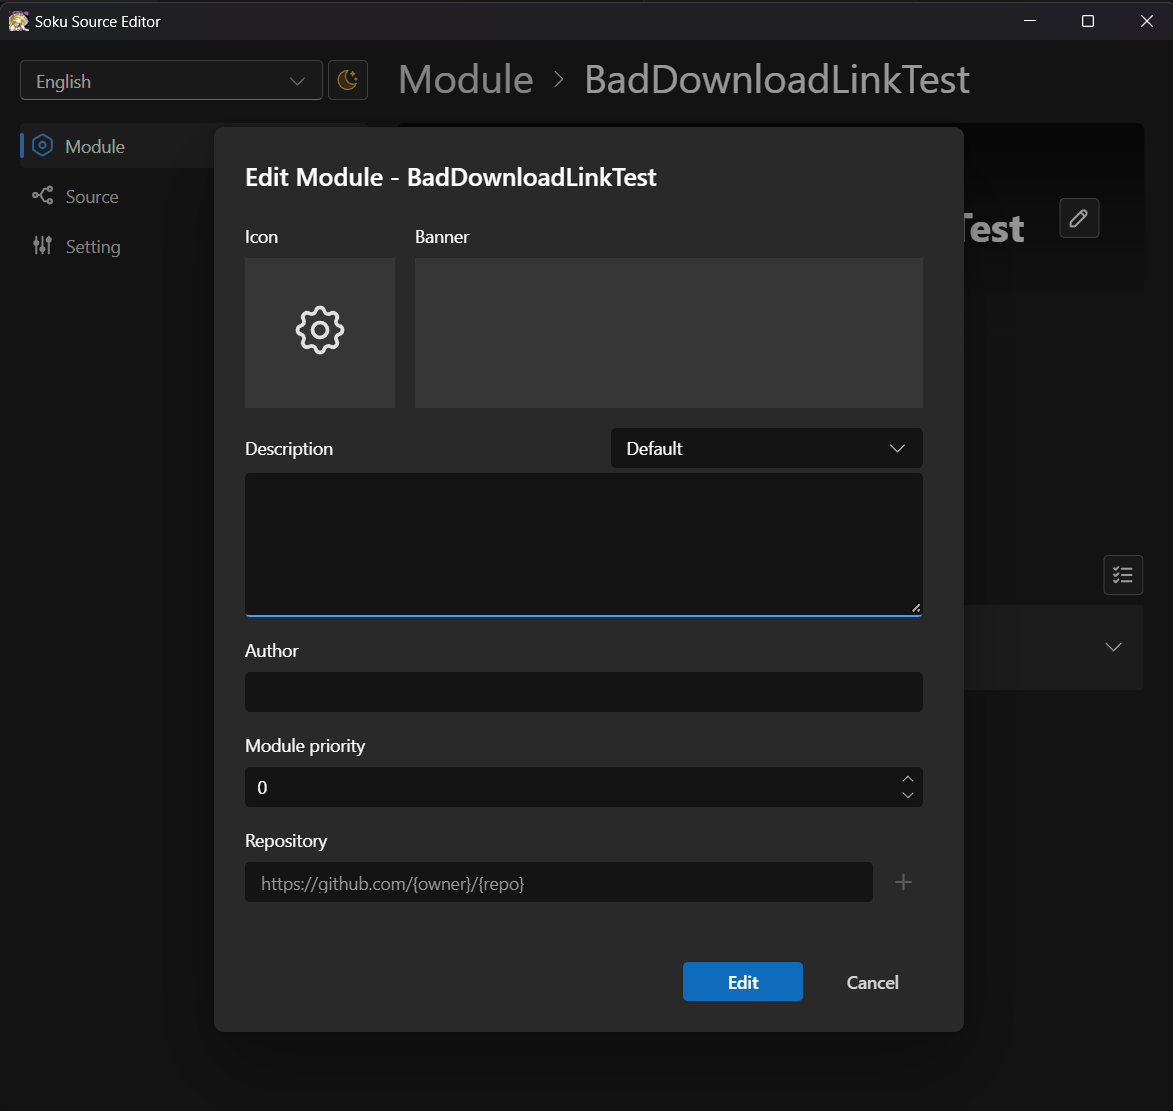 Soku Source Editor
English
Module > BadDownloadLinkTest
Module
Source
Setting
Test
Edit Module - BadDownloadLinkTest
Icon
Banner
Description
Default
Author
Module priority
0
Repository
https://github.com/{owner}/{repo}
Edit
Cancel